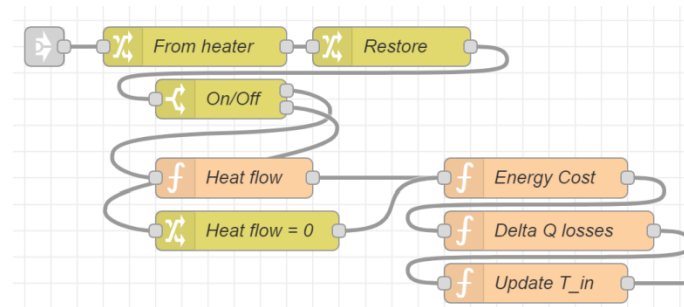 From heater
Restore
On/Off
Heat flow
Energy Cost
Heat flow = 0
Delta Q losses
Update T_in